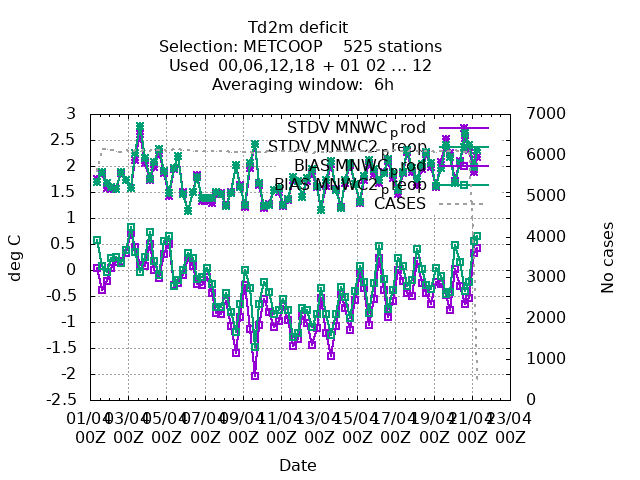 Td2m deficit
Selection: METCOOP    525 stations
Used  00,06,12,18 + 01 02 ... 12
Averaging window:  6h
3
2.5
2
1.5
1
0.5
0
-0.5
-1
-1.5
-2
-2.5
deg C
7000
6000
5000
4000
3000
2000
1000
0
No cases
STDV MNWC_prod
STDV MNWC2_preop
BIAS MNWC_prod
BIAS MNWC2_preop
CASES
01/04 03/04 05/04 07/04 09/04 11/04 13/04 15/04 17/04 19/04 21/04 23/04
00Z 00Z 00Z 00Z 00Z 00Z 00Z 00Z 00Z 00Z 00Z 00Z
Date